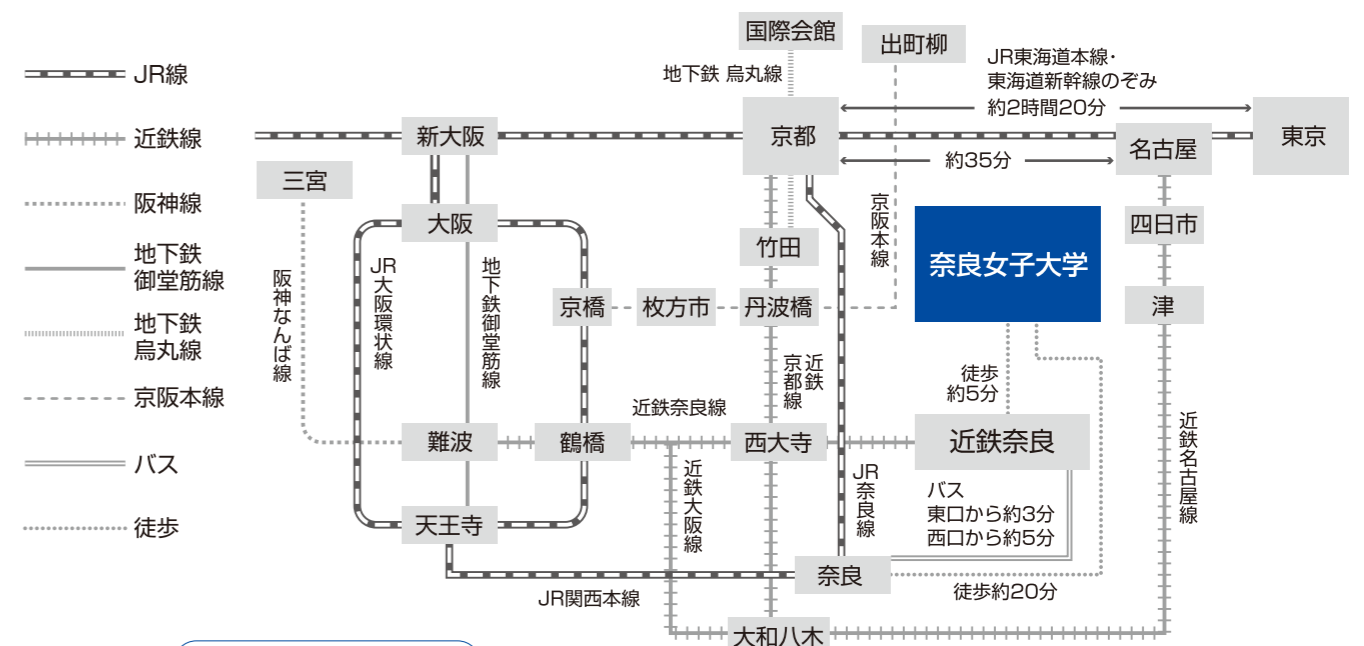 JR線
近鉄線
阪神線
地下鉄
御堂筋線
地下鉄
烏丸線
京阪本線
バス
徒歩
国際会館
出町柳
地下鉄 烏丸線
JR東海道本線・
東海道新幹線のぞみ
約2時間20分
新大阪
京都
名古屋
東京
約35分
三宮
大阪
竹田
京阪本線
奈良女子大学
四日市
阪神なんば線
JR大阪環状線
地下鉄御堂筋線
京橋
枚方市
丹波橋
津
近鉄
京都線
徒歩
約5分
近鉄奈良線
難波
鶴橋
西大寺
近鉄奈良
近鉄名古屋線
近鉄大阪線
JR奈良線
バス
東口から約3分
西口から約5分
天王寺
奈良
JR関西本線
徒歩約20分
大和八木